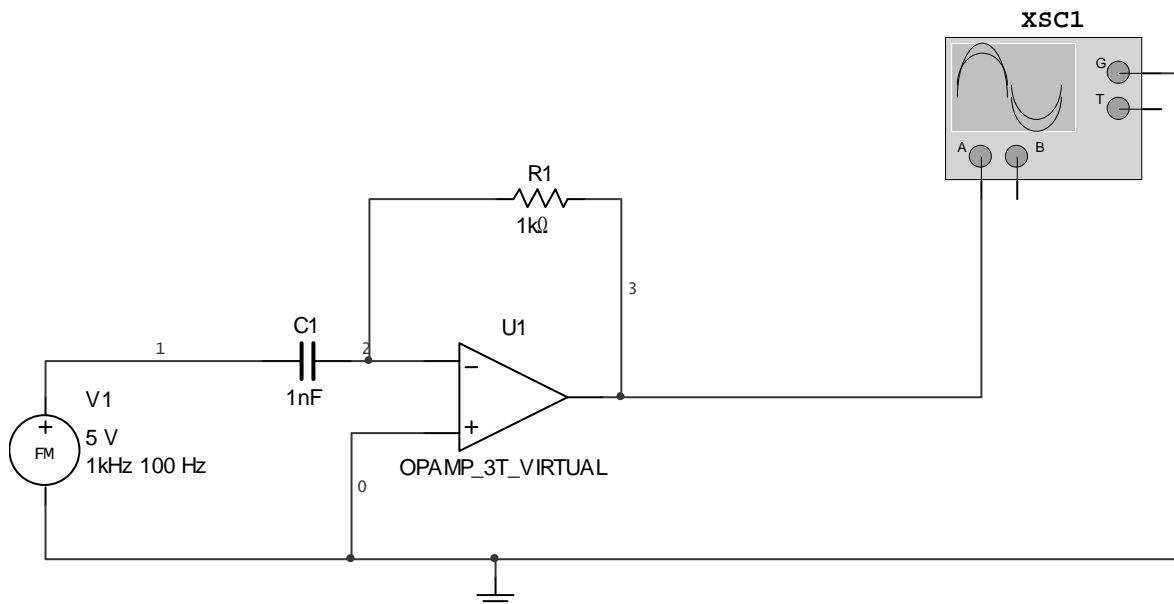 XSC1
G
T
A
B
R1
1kΩ
3
C1
U1
1
2
1nF
V1
+
5 V
FM
1kHz 100 Hz
−
+
OPAMP_3T_VIRTUAL
0